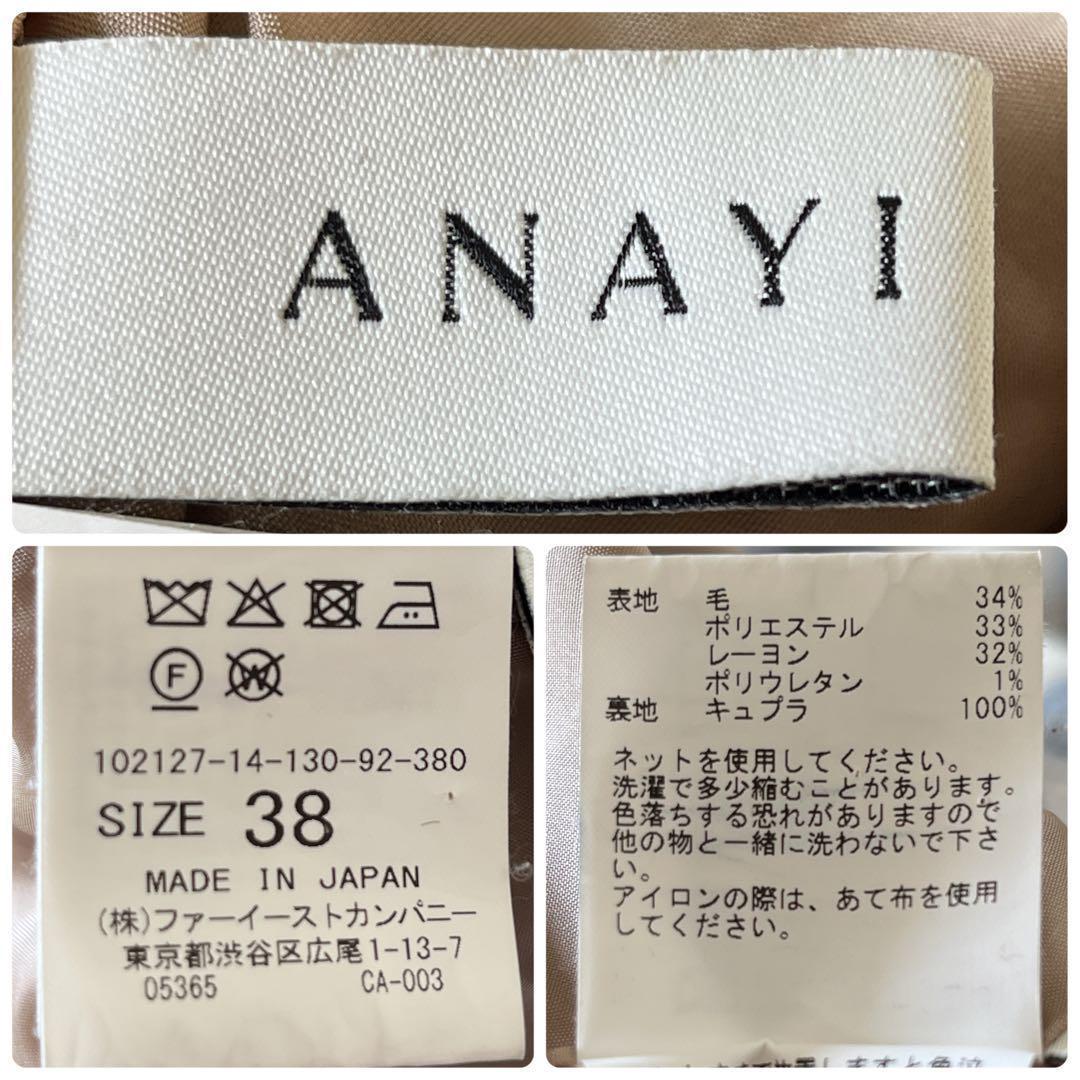 ANAYI
F
W
102127-14-130-92-380
SIZE 38
MADE IN JAPAN
(株)ファーイーストカンパニー
東京都渋谷区広尾1-13-7
05365 CA-003
表地 毛 34%
ポリエステル 33%
レーヨン 32%
ポリウレタン 1%
裏地 キュプラ 100%
ネットを使用してください。
洗濯で多少縮むことがあります。
色落ちする恐れがありますので
他の物と一緒に洗わないで下さ
い。
アイロンの際は、あて布を使用
してください。